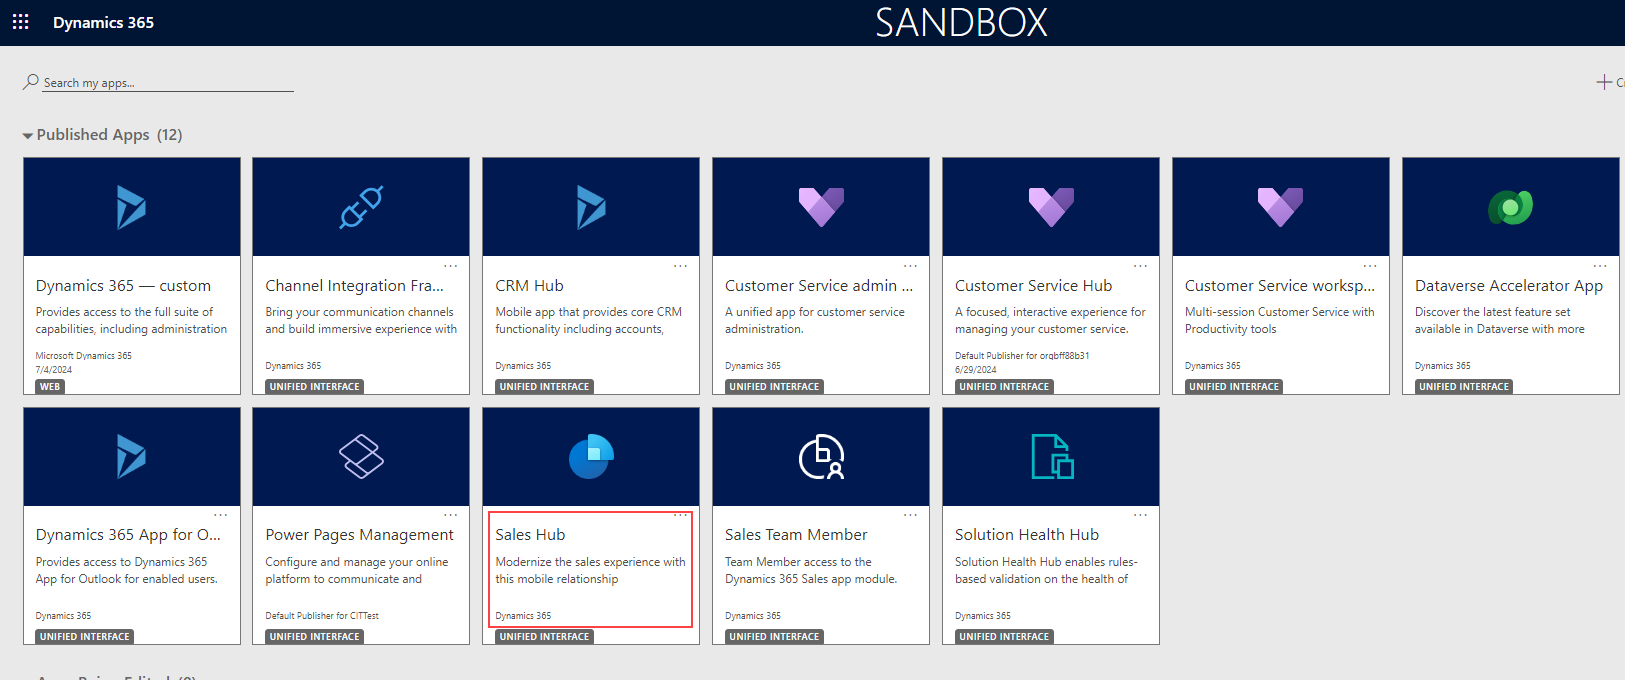 Dynamics 365
SANDBOX
Search my apps...
Published Apps (12)
Dynamics 365 — custom
Provides access to the full suite of
capabilities, including administration
Microsoft Dynamics 365
7/4/2024
WEB
...
Channel Integration Fra...
Bring your communication channels
and build immersive experience with
Dynamics 365
UNIFIED INTERFACE
...
CRM Hub
Mobile app that provides core CRM
functionality including accounts,
Dynamics 365
UNIFIED INTERFACE
...
Customer Service admin ...
A unified app for customer service
administration.
Dynamics 365
UNIFIED INTERFACE
...
Customer Service Hub
A focused, interactive experience for
managing your customer service.
Default Publisher for orgbff88b31
6/29/2024
UNIFIED INTERFACE
...
Customer Service worksp...
Multi-session Customer Service with
Productivity tools
Dynamics 365
UNIFIED INTERFACE
...
Dataverse Accelerator App
Discover the latest feature set
available in Dataverse with more
Dynamics 365
UNIFIED INTERFACE
...
Dynamics 365 App for O...
Provides access to Dynamics 365
App for Outlook for enabled users.
Dynamics 365
UNIFIED INTERFACE
...
Power Pages Management
Configure and manage your online
platform to communicate and
Default Publisher for CITTest
UNIFIED INTERFACE
...
Sales Hub
Modernize the sales experience with
this mobile relationship
Dynamics 365
UNIFIED INTERFACE
...
Sales Team Member
Team Member access to the
Dynamics 365 Sales app module.
Dynamics 365
UNIFIED INTERFACE
...
Solution Health Hub
Solution Health Hub enables rules-
based validation on the health of
Dynamics 365
UNIFIED INTERFACE